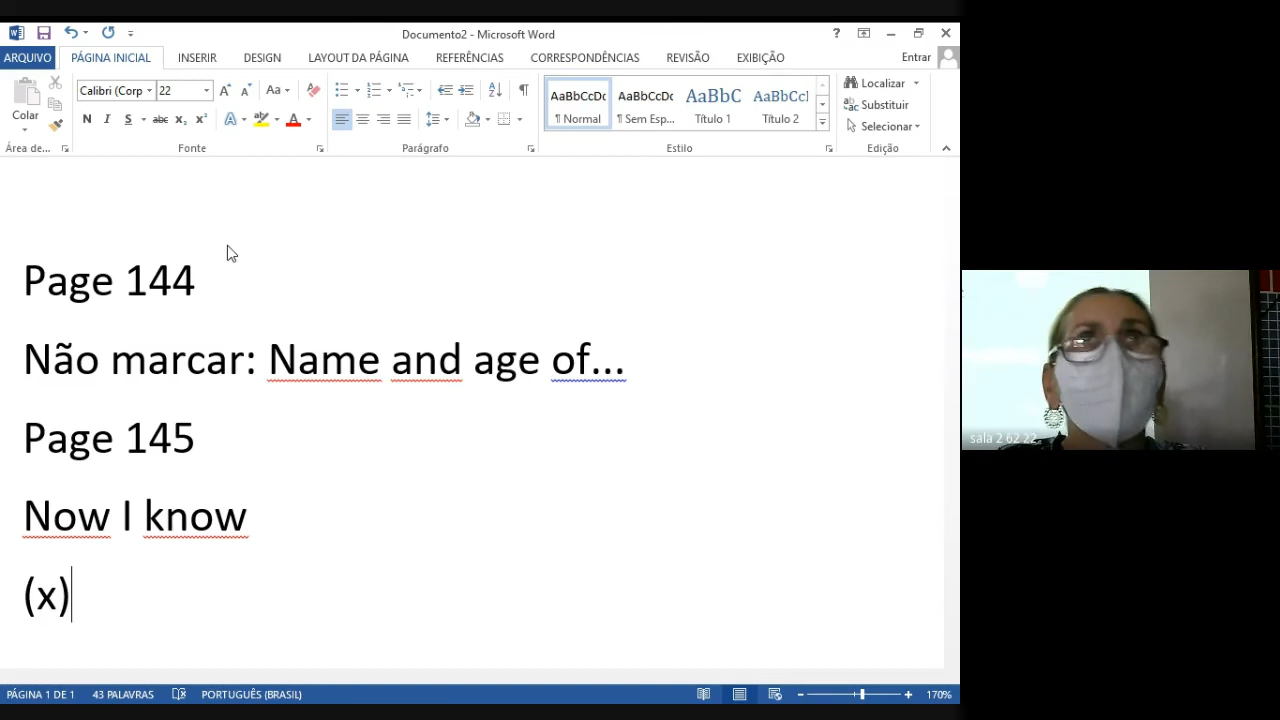 Documento2 - Microsoft Word
ARQUIVO PÁGINA INICIAL INSERIR DESIGN LAYOUT DA PÁGINA REFERÊNCIAS CORRESPONDÊNCIAS REVISÃO EXIBIÇÃO Entrar
Calibri (Corp 22 Aa AaBbCcDc AaBbCcDc AaBbC AaBbCcI Localizar
Colar N I S abc x₂ x² A A ¶ Normal ¶ Sem Esp... Título 1 Título 2 Substituir
Selecionar
Área de... Fonte Parágrafo Estilo Edição
Page 144
Não marcar: Name and age of...
Page 145
Now I know
(x)
sala 2 62 22
PÁGINA 1 DE 1 43 PALAVRAS PORTUGUÊS (BRASIL) 170%